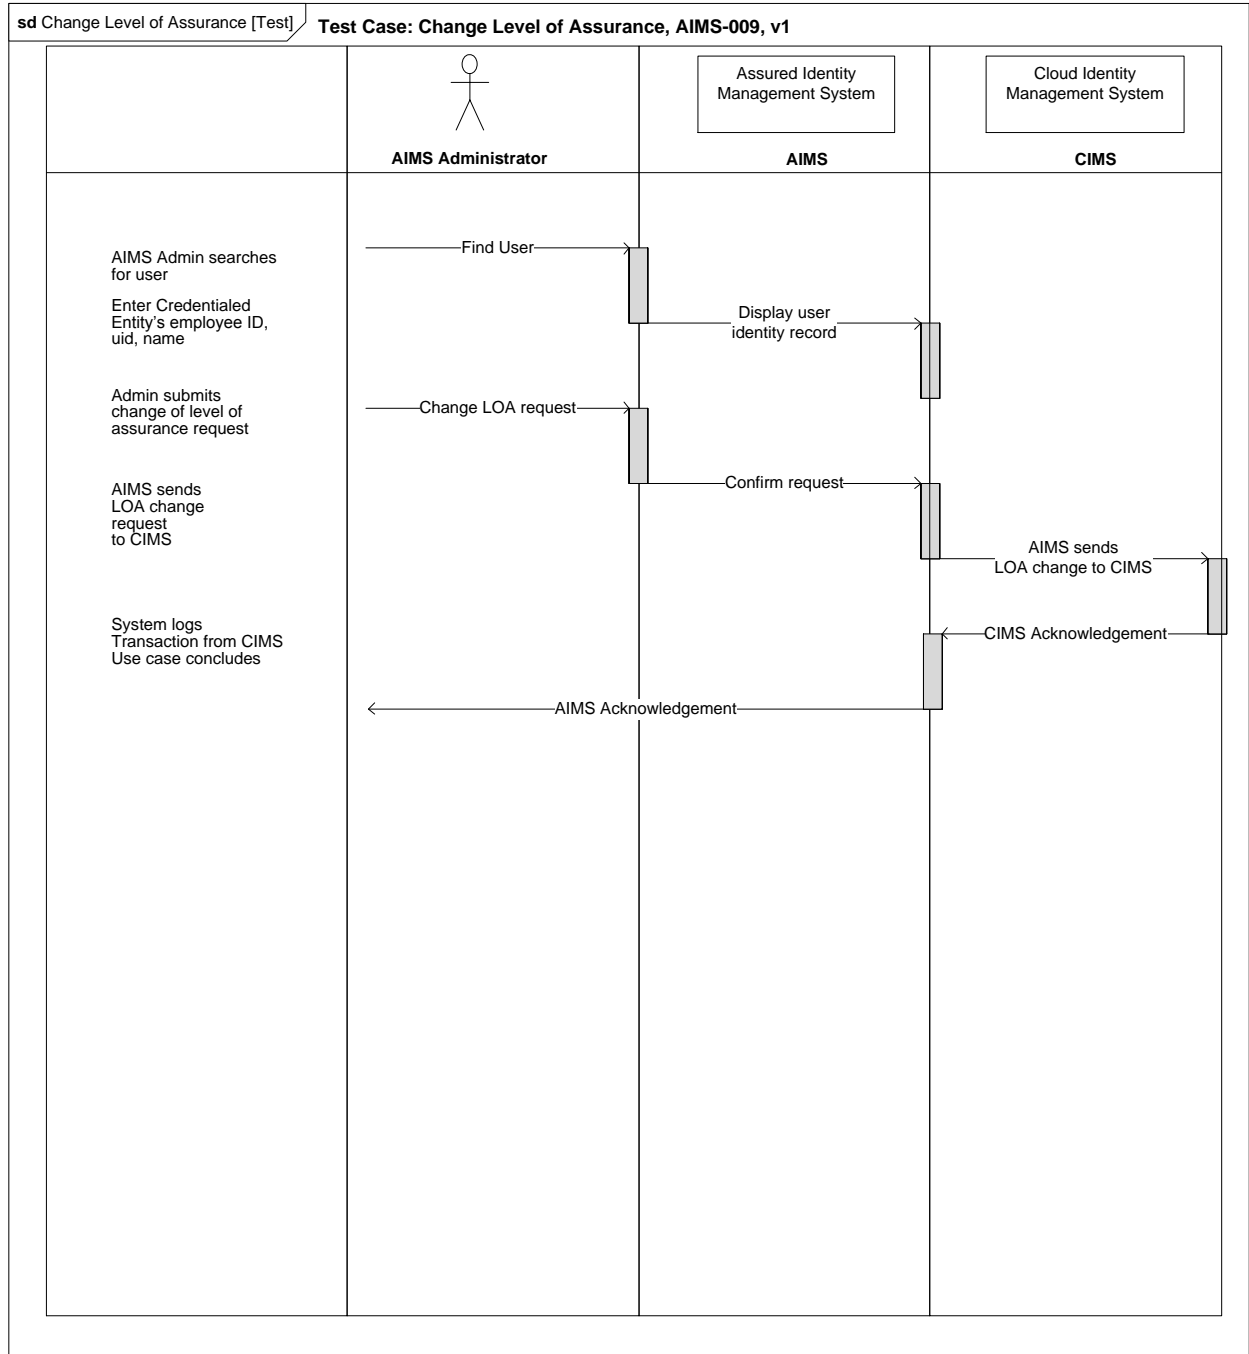 sd Change Level of Assurance [Test]
Test Case: Change Level of Assurance, AIMS-009, v1
Assured Identity
Management System
Cloud Identity
Management System
AIMS Administrator
AIMS
CIMS
Find User
AIMS Admin searches
for user
Enter Credentialed
Entity's employee ID,
uid, name
Display user
identity record
Admin submits
change of level of
assurance request
Change LOA request
AIMS sends
LOA change
request
to CIMS
Confirm request
AIMS sends
LOA change to CIMS
System logs
Transaction from CIMS
Use case concludes
CIMS Acknowledgement
AIMS Acknowledgement